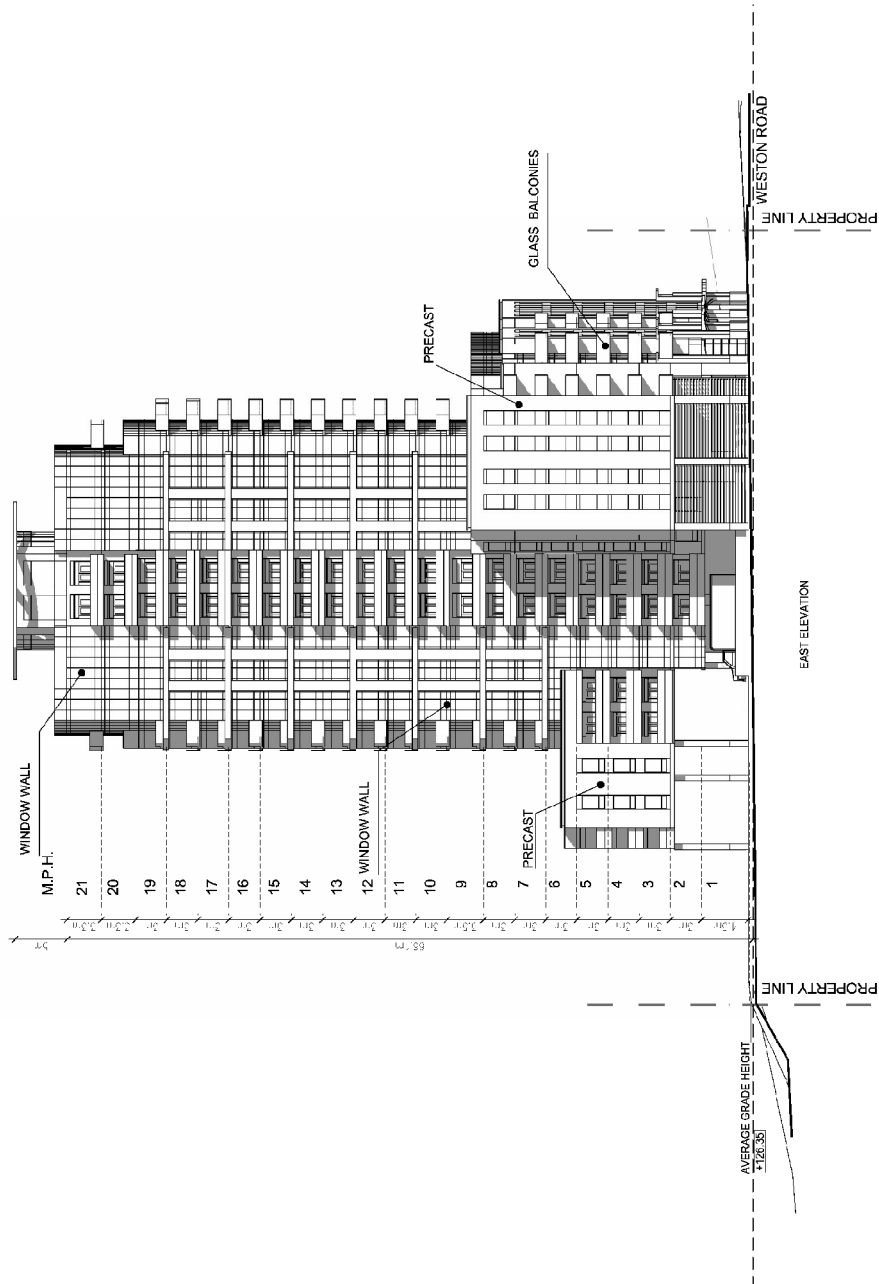 WINDOW WALL
M.P.H.
21
20
19
18
17
16
15
14
13
12
11
10
9
8
7
6
5
4
3
2
1
WINDOW WALL
PRECAST
PRECAST
GLASS BALCONIES
WESTON ROAD
PROPERTY LINE
PROPERTY LINE
AVERAGE GRADE HEIGHT
+126.35
EAST ELEVATION